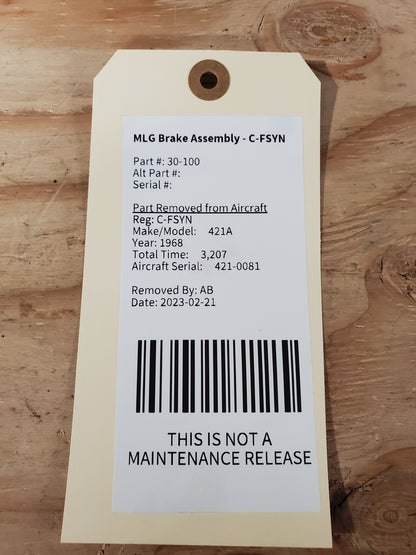 MLG Brake Assembly - C-FSYN
Part #: 30-100
Alt Part #:
Serial #:
Part Removed from Aircraft
Reg: C-FSYN
Make/Model: 421A
Year: 1968
Total Time: 3,207
Aircraft Serial: 421-0081
Removed By: AB
Date: 2023-02-21
THIS IS NOT A
MAINTENANCE RELEASE